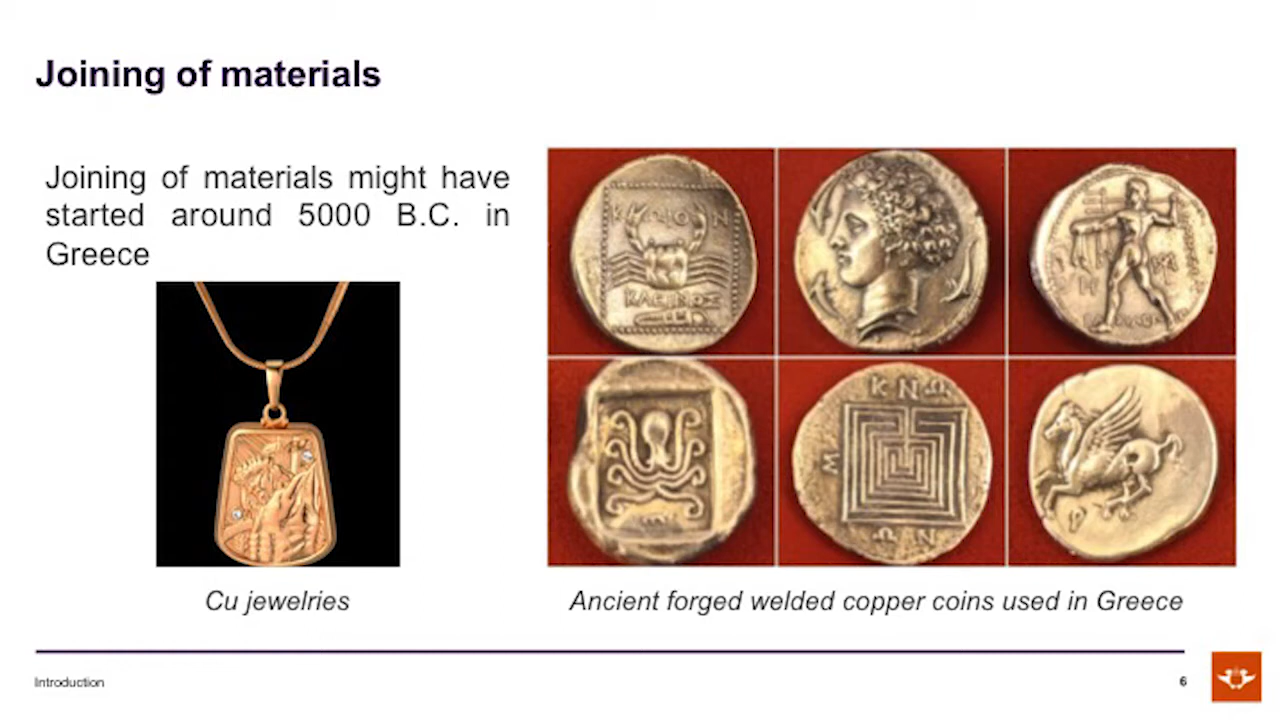 Joining of materials
Joining of materials might have
started around 5000 B.C. in
Greece
ΚΛΕΙΝΟΣ
Κ Ν Ω
Μ
Ω Ν
Cu jewelries
Ancient forged welded copper coins used in Greece
Introduction
6